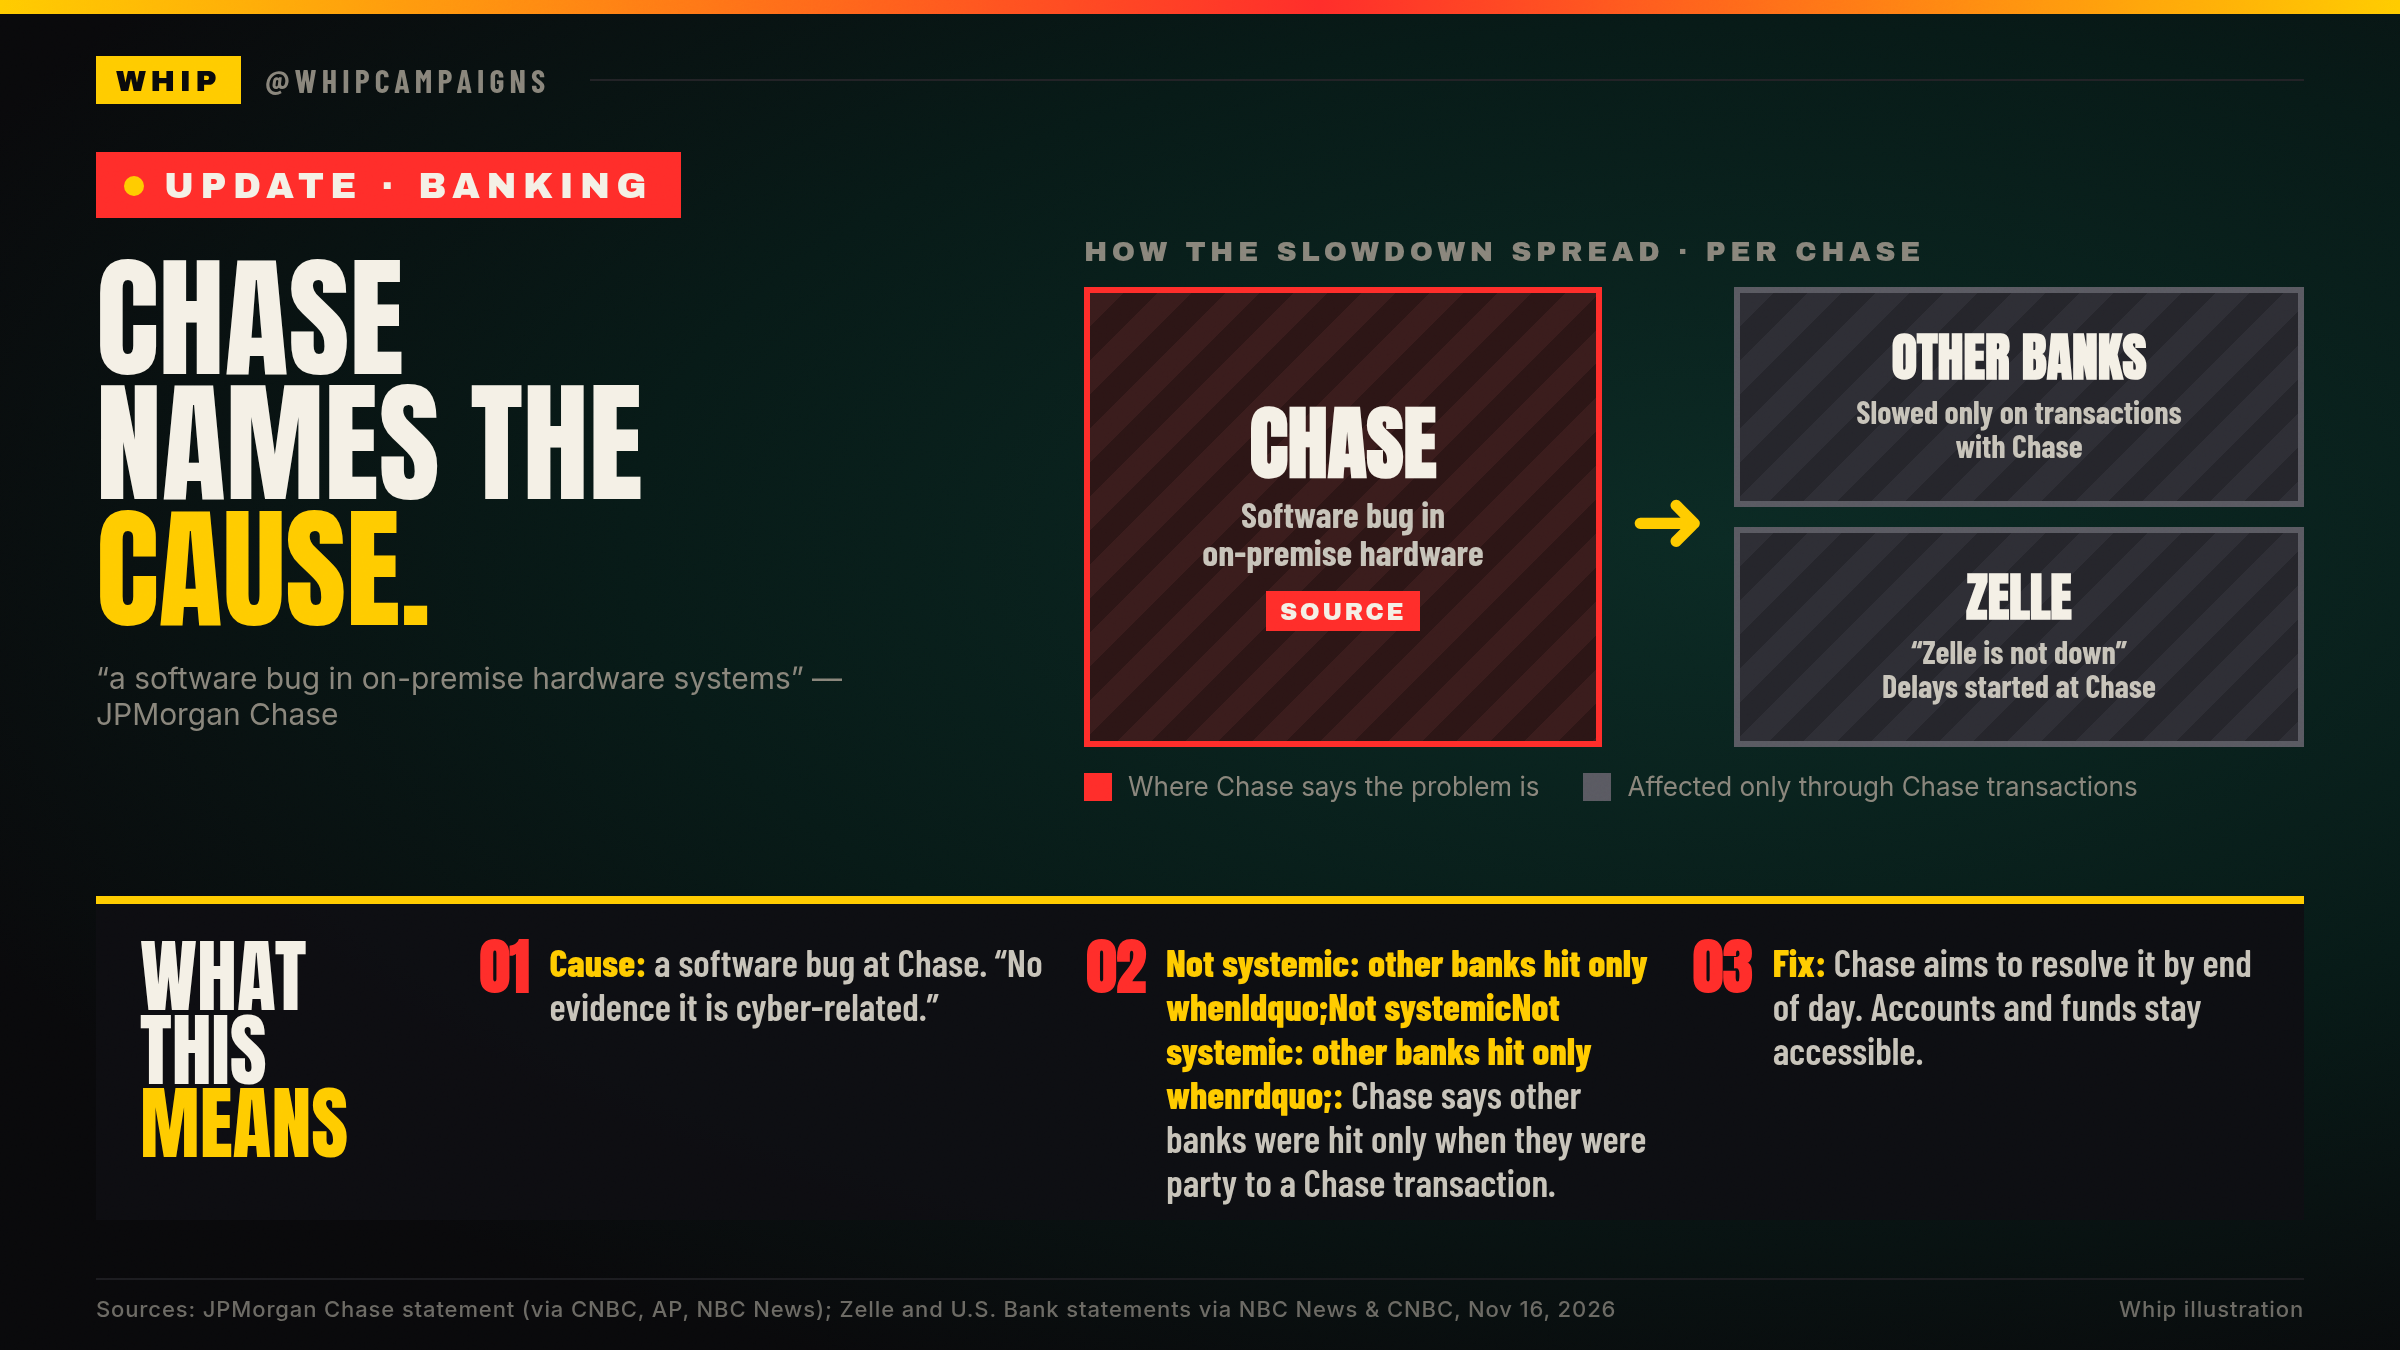 WHIP @WHIPCAMPAIGNS
UPDATE · BANKING
CHASE
NAMES THE
CAUSE.
“a software bug in on-premise hardware systems” —
JPMorgan Chase
HOW THE SLOWDOWN SPREAD · PER CHASE
CHASE
Software bug in
on-premise hardware
SOURCE
OTHER BANKS
Slowed only on transactions
with Chase
ZELLE
“Zelle is not down”
Delays started at Chase
Where Chase says the problem is
Affected only through Chase transactions
WHAT
THIS
MEANS
01
Cause: a software bug at Chase. “No
evidence it is cyber-related.”
02
Not systemic: other banks hit only
whenldquo;Not systemicNot
systemic: other banks hit only
whenrdquo;: Chase says other
banks were hit only when they were
party to a Chase transaction.
03
Fix: Chase aims to resolve it by end
of day. Accounts and funds stay
accessible.
Sources: JPMorgan Chase statement (via CNBC, AP, NBC News); Zelle and U.S. Bank statements via NBC News & CNBC, Nov 16, 2026
Whip illustration